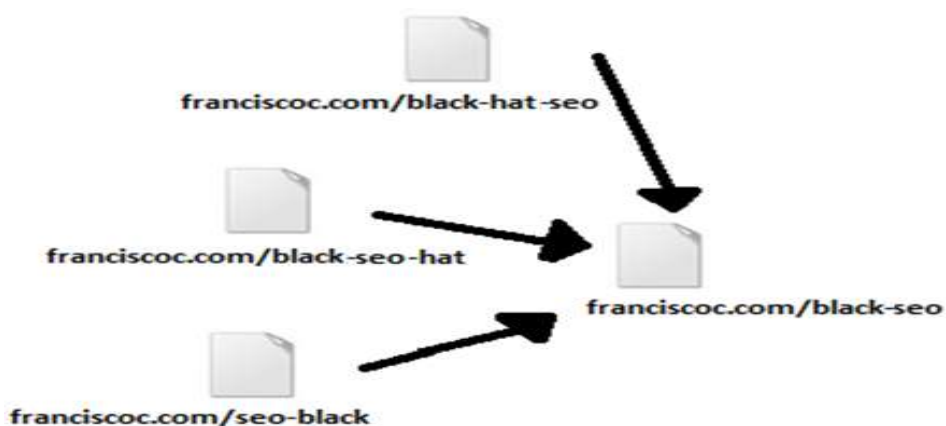 franciscoc.com/black-hat-seo
franciscoc.com/black-seo-hat
franciscoc.com/black-seo
franciscoc.com/seo-black